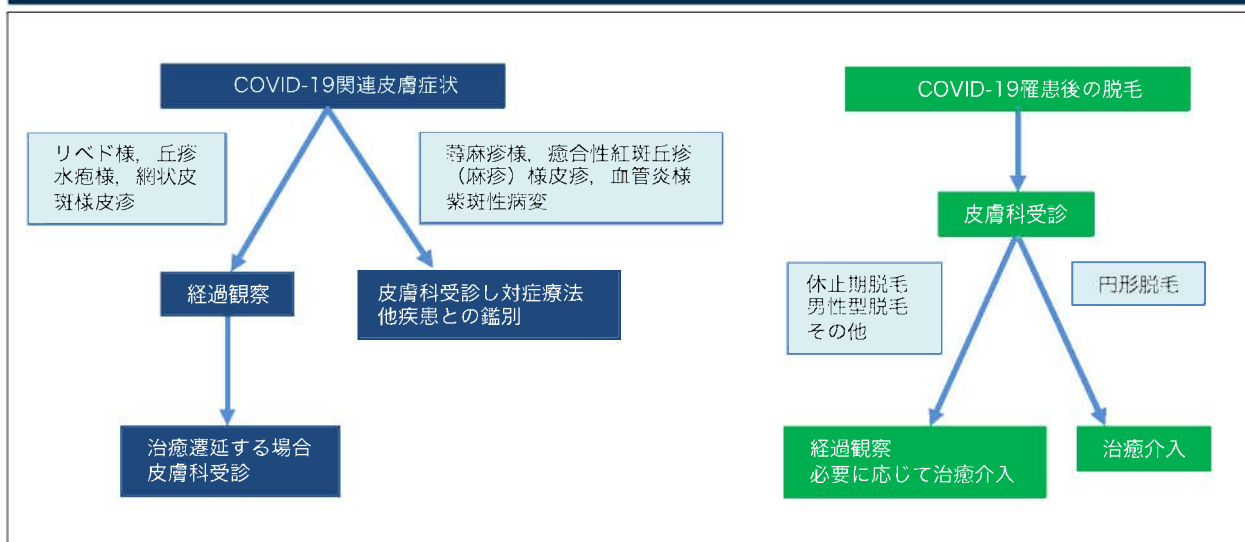 COVID-19関連皮膚症状
リベド様，丘疹
水疱様，網状皮
斑様皮疹
蕁麻疹様，癒合性紅斑丘疹
（麻疹）様皮疹，血管炎様
紫斑性病変
経過観察
皮膚科受診し対症療法
他疾患との鑑別
治癒遷延する場合
皮膚科受診
COVID-19罹患後の脱毛
皮膚科受診
休止期脱毛
男性型脱毛
その他
円形脱毛
経過観察
必要に応じて治癒介入
治癒介入